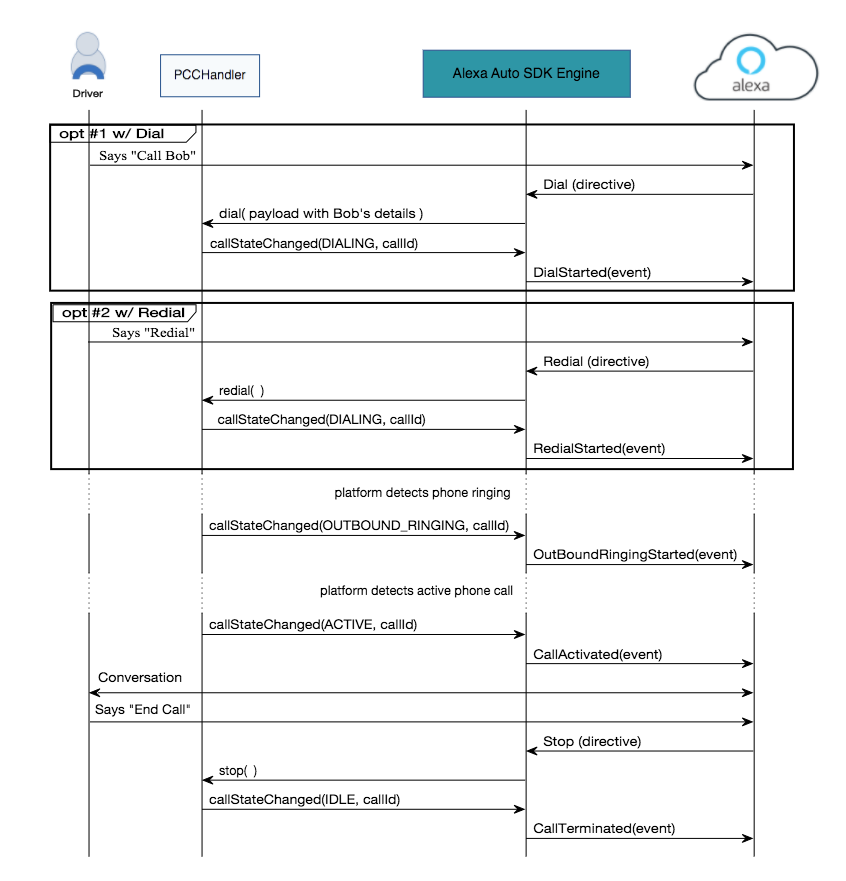 Driver
PCCHandler
Alexa Auto SDK Engine
alexa
opt #1 w/ Dial
Says "Call Bob"
Dial (directive)
dial( payload with Bob's details )
callStateChanged(DIALING, callId)
DialStarted(event)
opt #2 w/ Redial
Says "Redial"
Redial (directive)
redial( )
callStateChanged(DIALING, callId)
RedialStarted(event)
platform detects phone ringing
callStateChanged(OUTBOUND_RINGING, callId)
OutBoundRingingStarted(event)
platform detects active phone call
callStateChanged(ACTIVE, callId)
CallActivated(event)
Conversation
Says "End Call"
Stop (directive)
stop( )
callStateChanged(IDLE, callId)
CallTerminated(event)